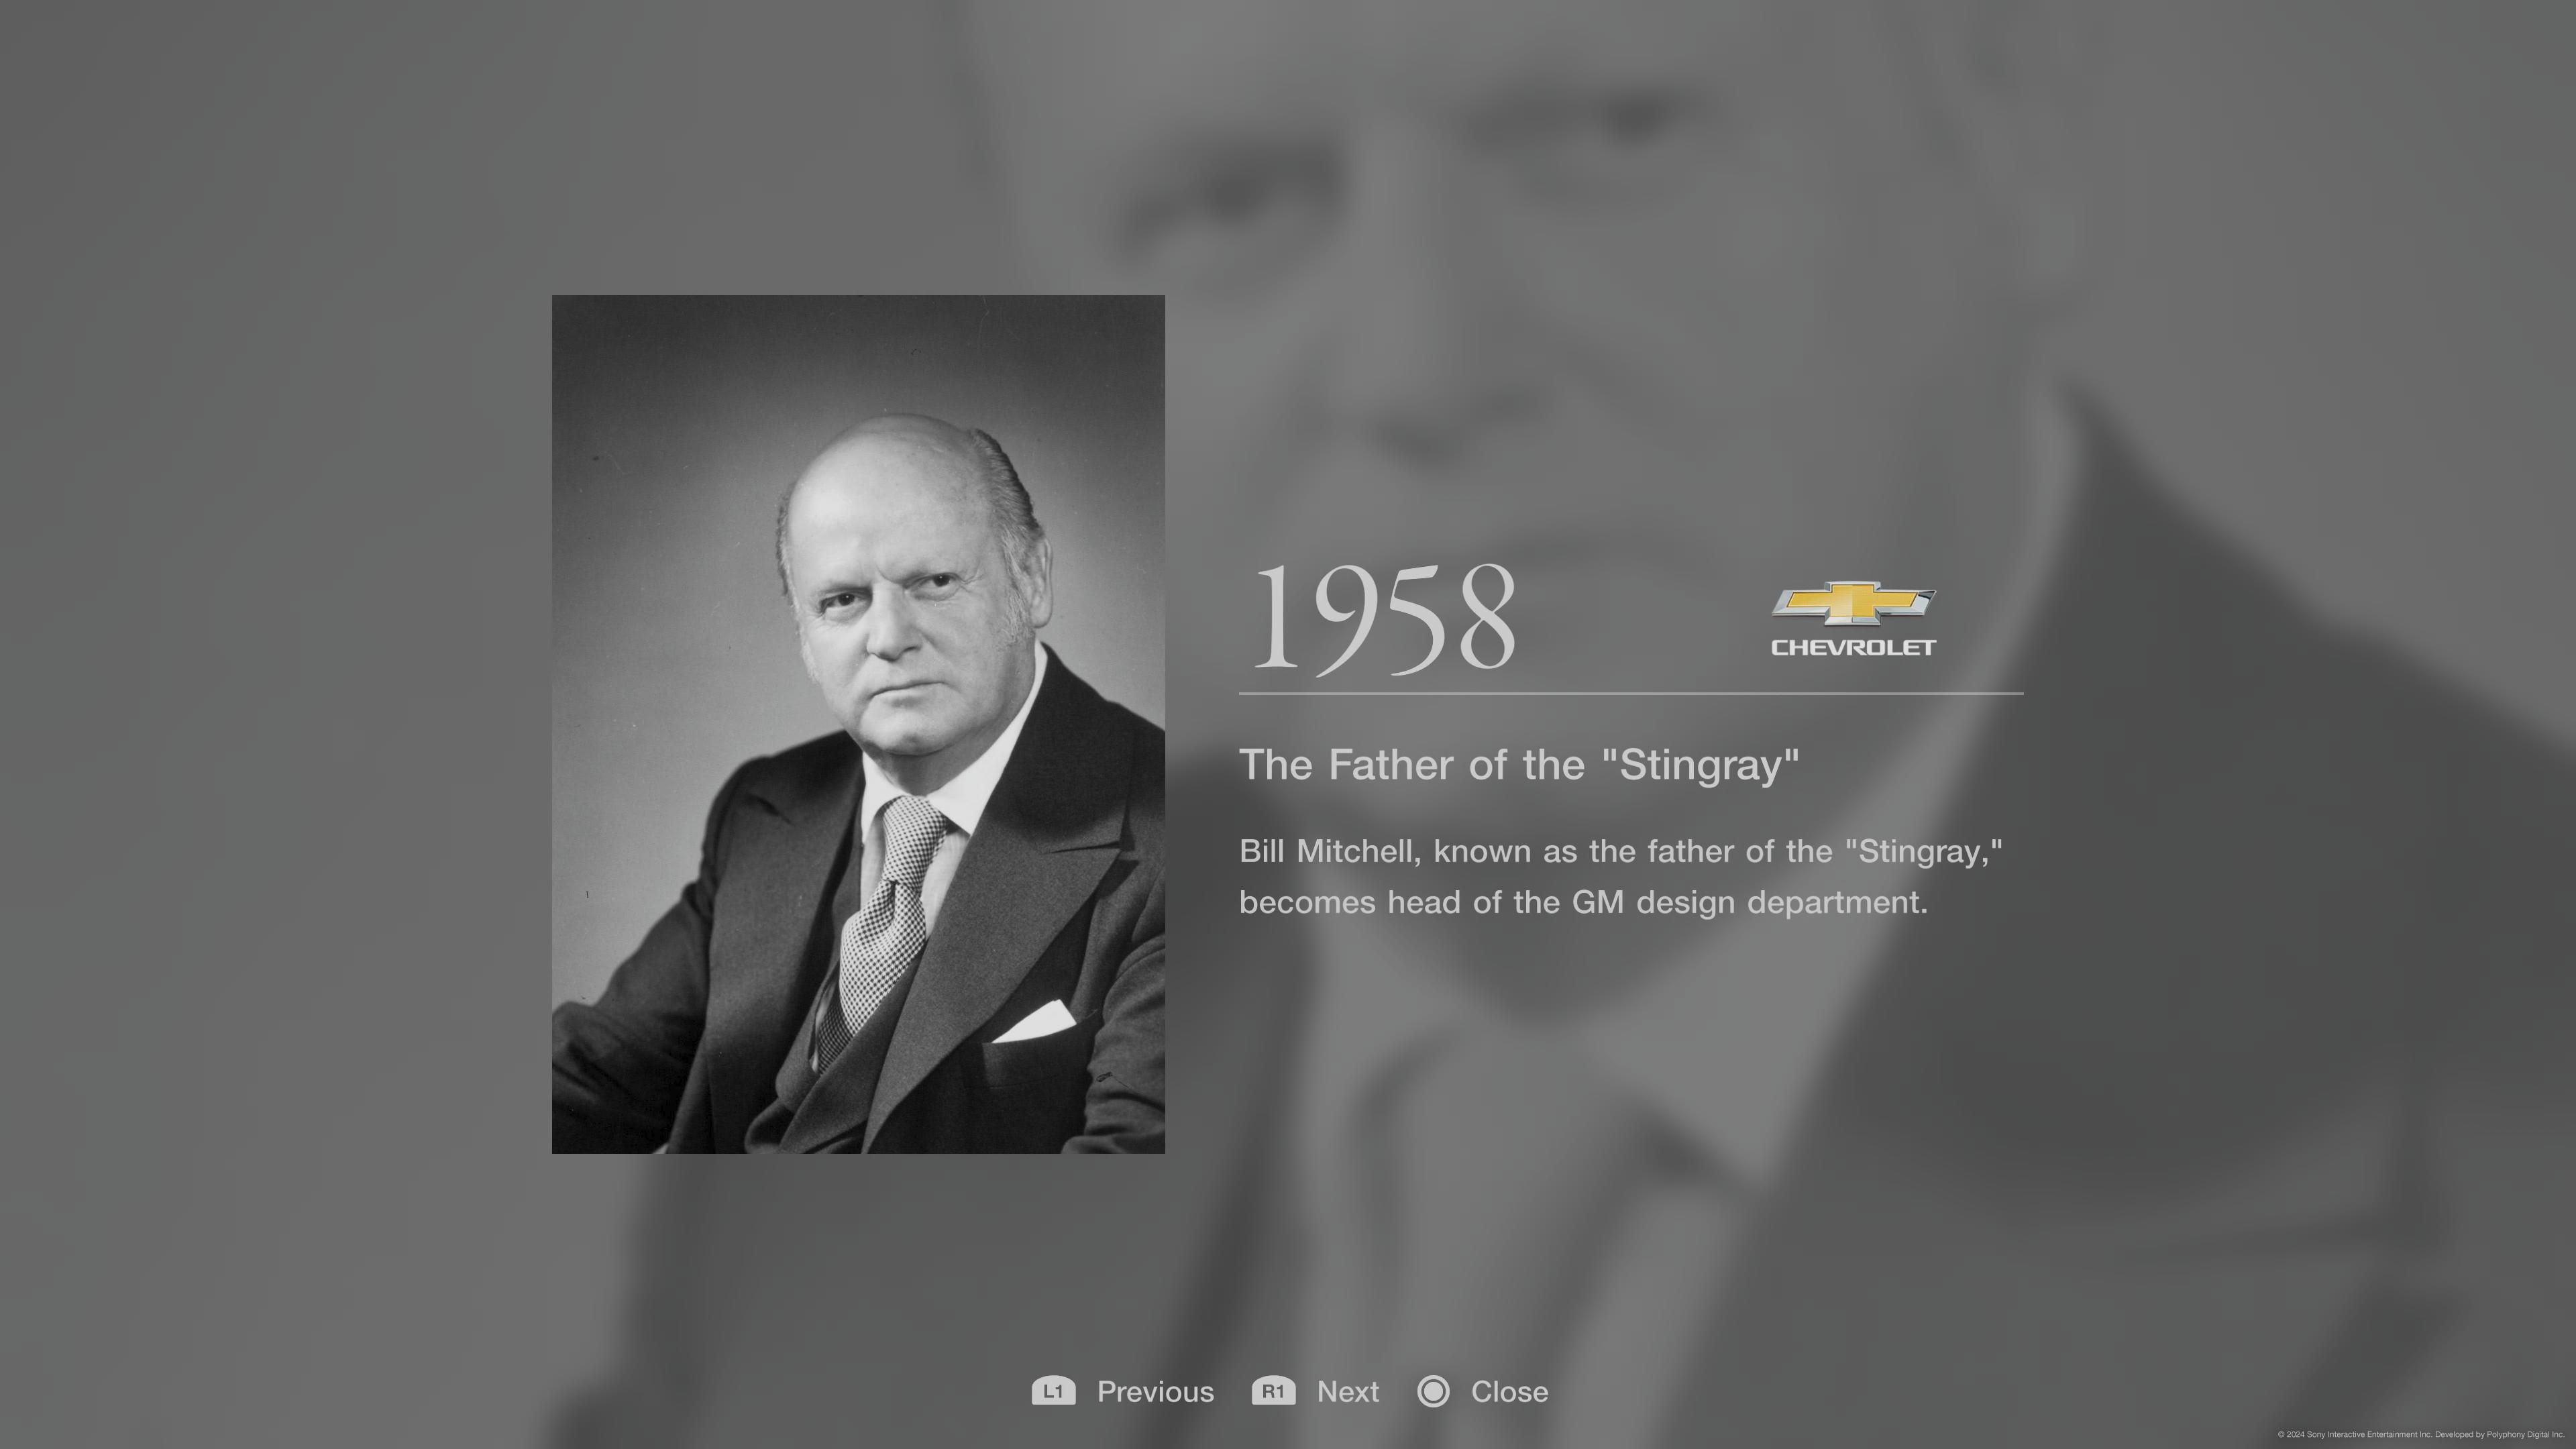 1958
CHEVROLET
The Father of the "Stingray"
Bill Mitchell, known as the father of the "Stingray,"
becomes head of the GM design department.
L1 Previous R1 Next Close
© 2024 Sony Interactive Entertainment Inc. Developed by Polyphony Digital Inc.